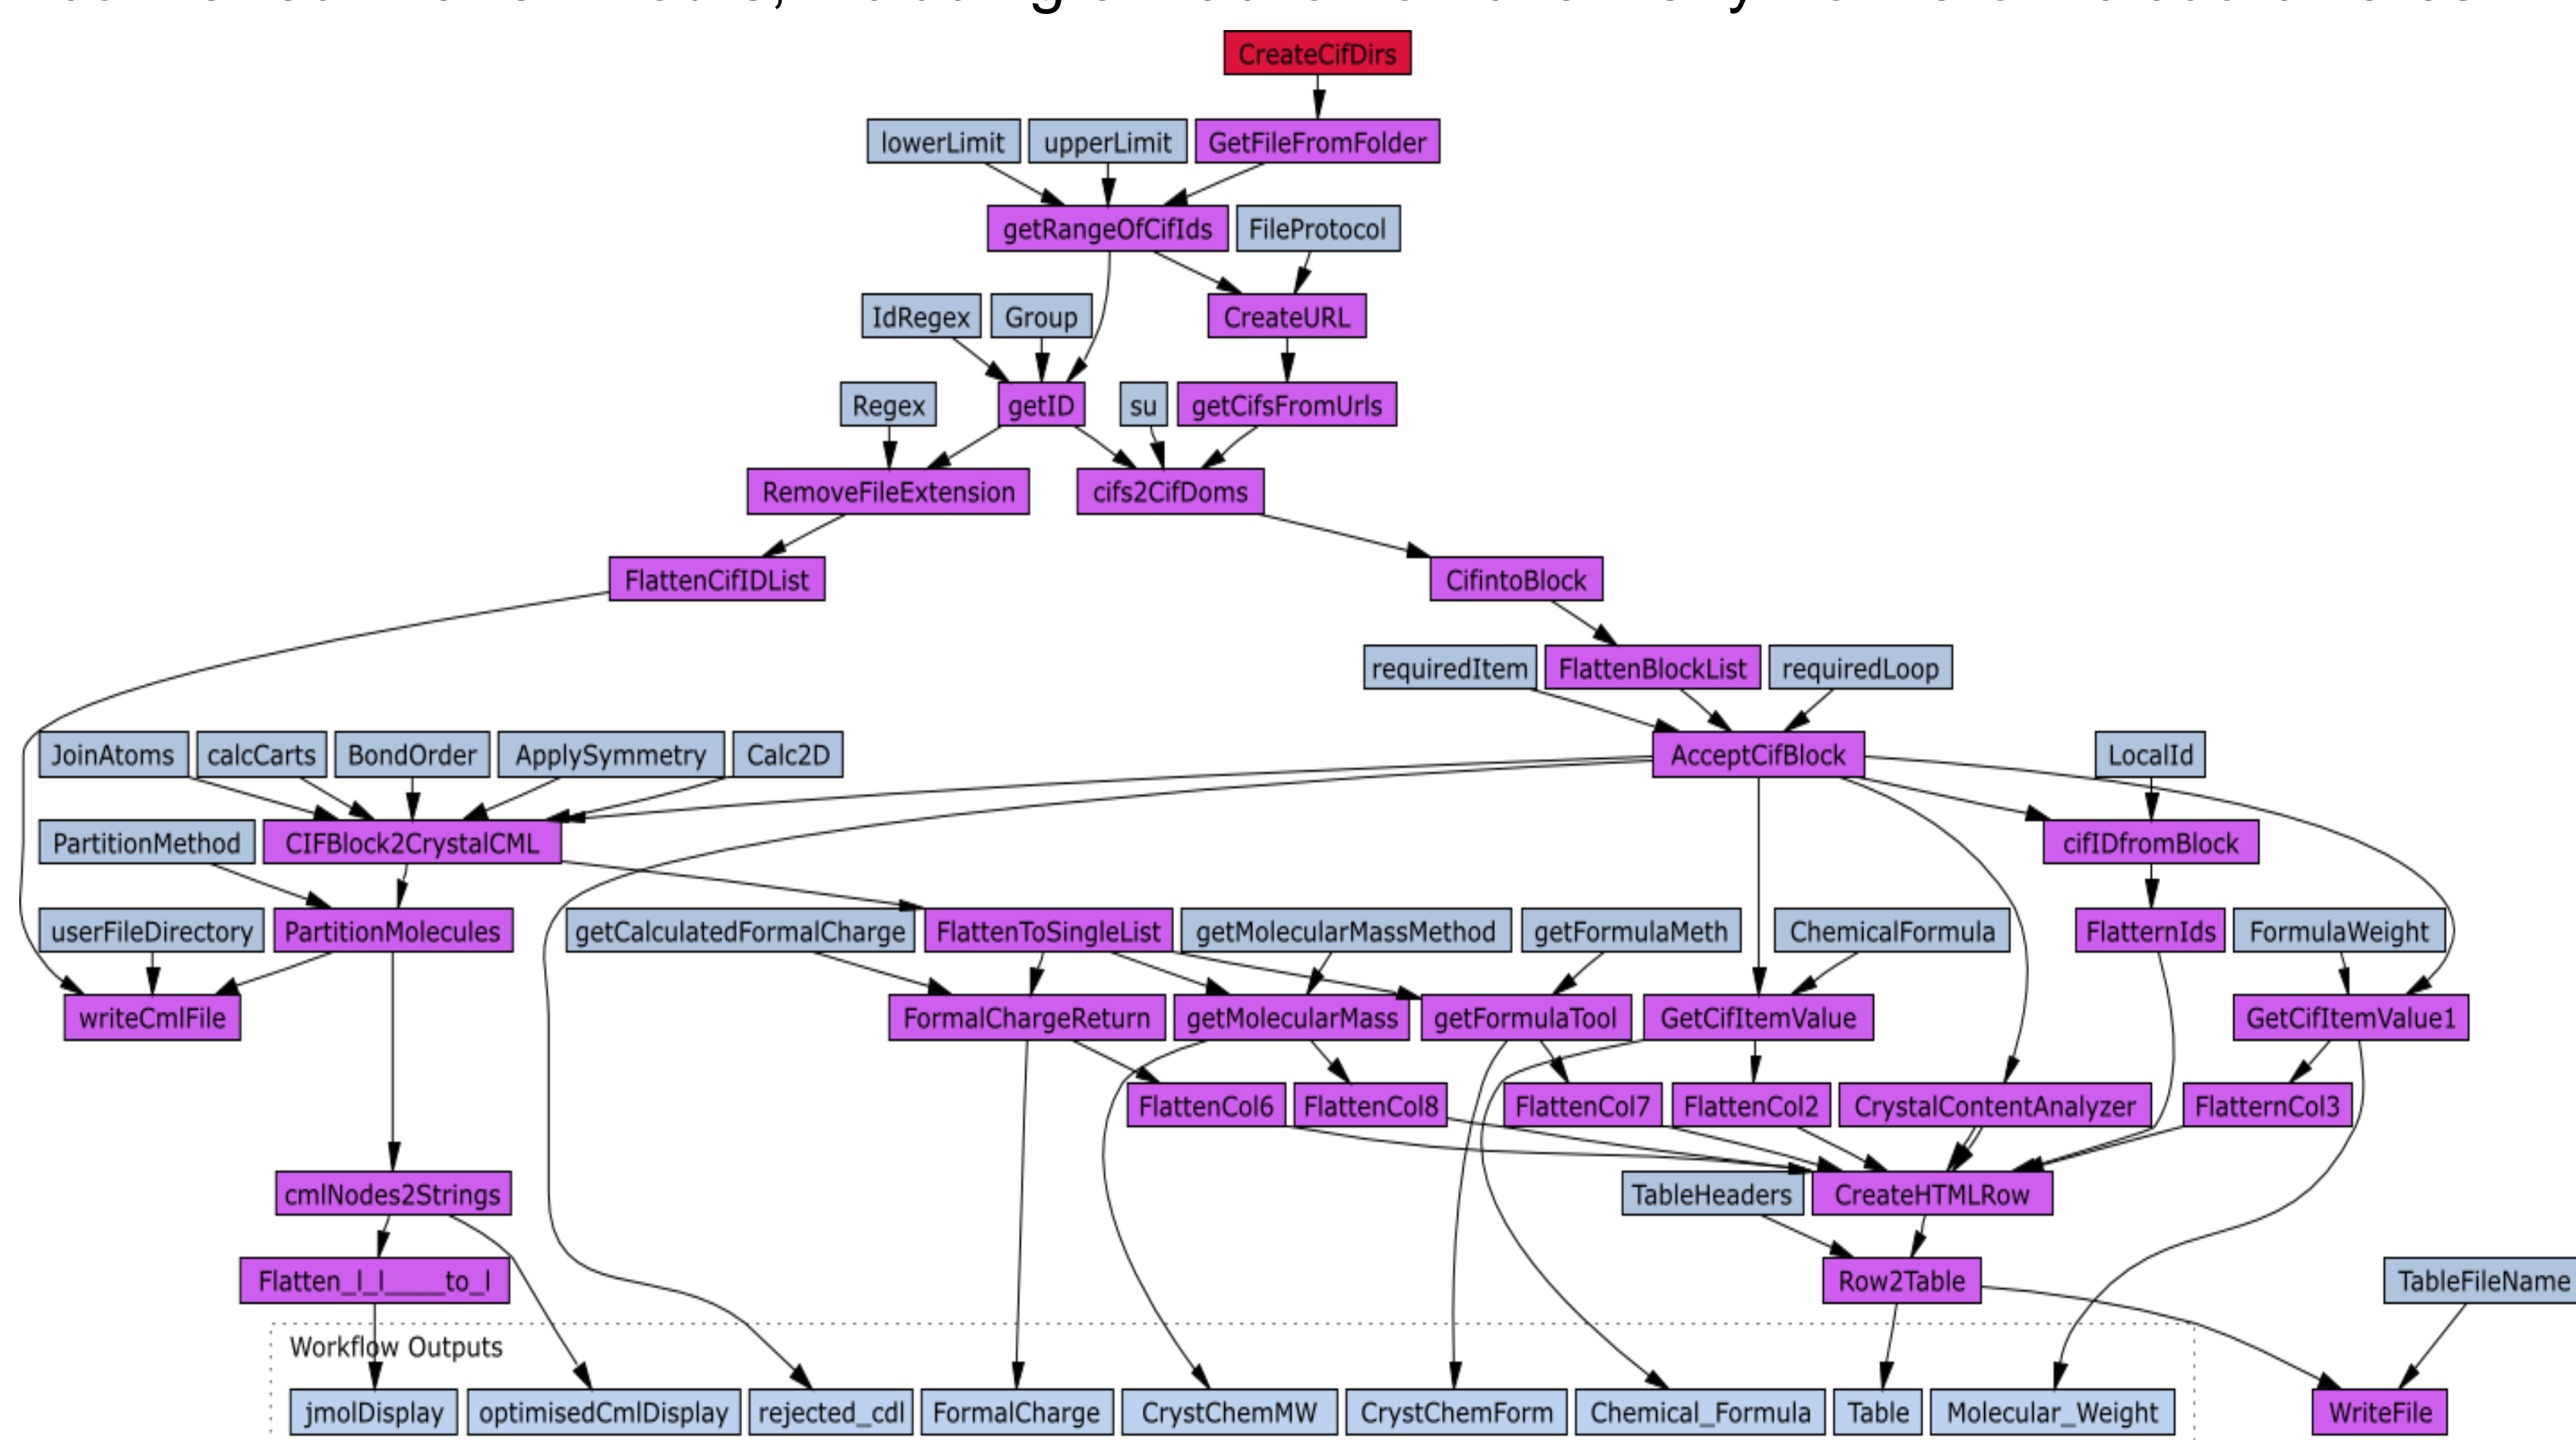 CreateCifDirs
lowerLimit upperLimit GetFileFromFolder
getRangeOfCifIds FileProtocol
IdRegex Group CreateURL
Regex getID su getCifsFromUrls
RemoveFileExtension cifs2CifDoms
FlattenCifIDList CifintoBlock
requiredItem FlattenBlockList requiredLoop
JoinAtoms calcCarts BondOrder ApplySymmetry Calc2D AcceptCifBlock LocalId
PartitionMethod CIFBlock2CrystalCML cifIDfromBlock
userFileDirectory PartitionMolecules getCalculatedFormalCharge FlattenToSingleList getMolecularMassMethod getFormulaMeth ChemicalFormula FlatternIds FormulaWeight
writeCmlFile FormalChargeReturn getMolecularMass getFormulaTool GetCifItemValue GetCifItemValue1
FlattenCol6 FlattenCol8 FlattenCol7 FlattenCol2 CrystalContentAnalyzer FlatternCol3
cmlNodes2Strings TableHeaders CreateHTMLRow
Flatten_l_l____to_l Row2Table TableFileName
Workflow Outputs
jmolDisplay optimisedCmlDisplay rejected_cdl FormalCharge CrystChemMW CrystChemForm Chemical_Formula Table Molecular_Weight WriteFile